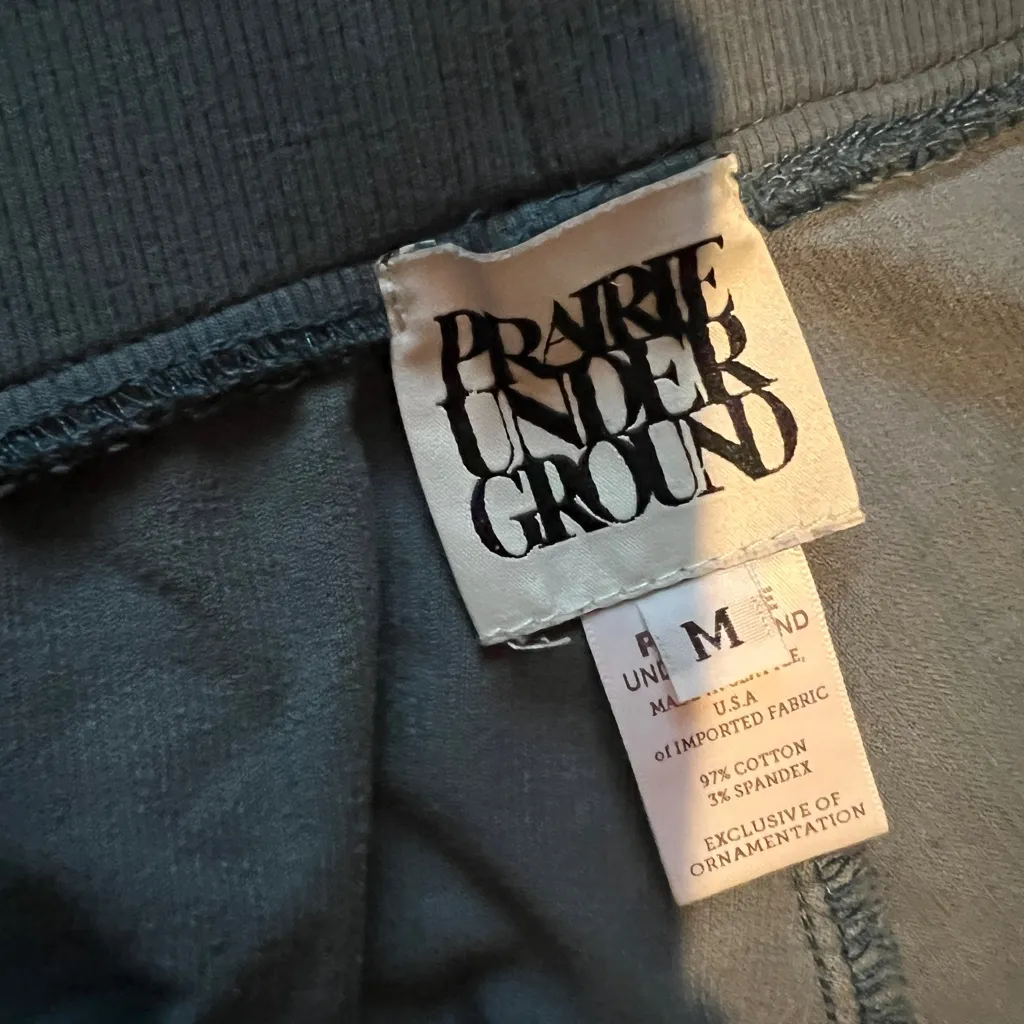 PRAIRIE
UNDER
GROUND
M
U.S.A
of IMPORTED FABRIC
97% COTTON
3% SPANDEX
EXCLUSIVE OF
ORNAMENTATION